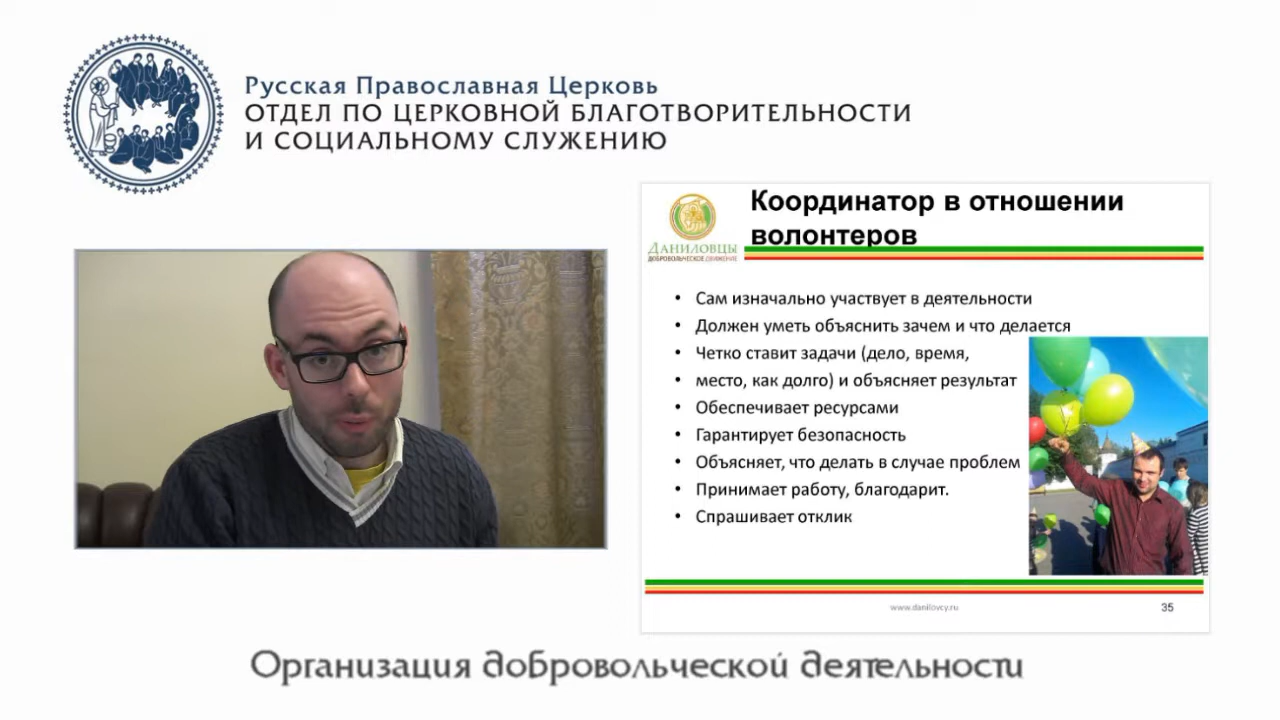 Русская Православная Церковь
ОТДЕЛ ПО ЦЕРКОВНОЙ БЛАГОТВОРИТЕЛЬНОСТИ
И СОЦИАЛЬНОМУ СЛУЖЕНИЮ
Координатор в отношении
волонтеров
ДАНИЛОВЦЫ
ДОБРОВОЛЬЧЕСКОЕ ДВИЖЕНИЕ
• Сам изначально участвует в деятельности
• Должен уметь объяснить зачем и что делается
• Четко ставит задачи (дело, время,
• место, как долго) и объясняет результат
• Обеспечивает ресурсами
• Гарантирует безопасность
• Объясняет, что делать в случае проблем
• Принимает работу, благодарит.
• Спрашивает отклик
www.danilovcy.ru
35
Организация добровольческой деятельности